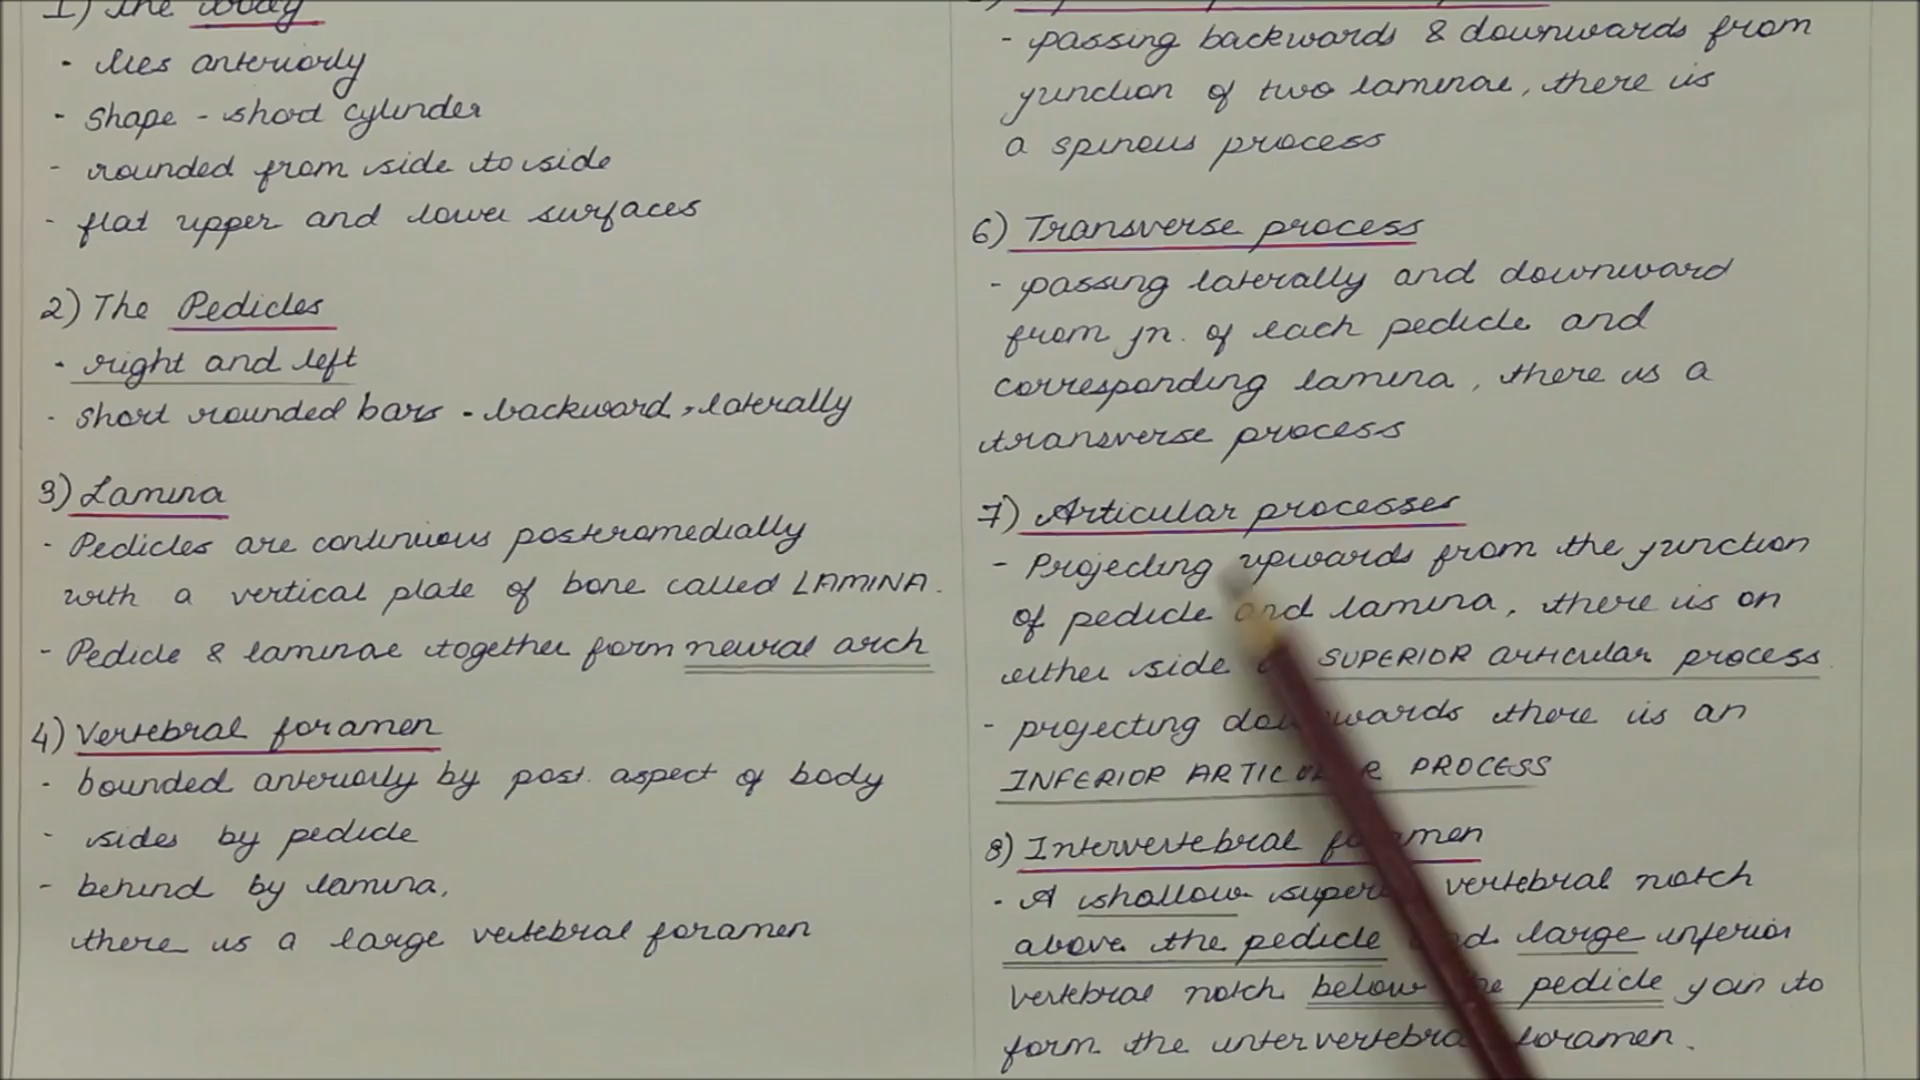 1) The Body
- lies anteriorly
- Shape - short cylinder
- rounded from side to side
- flat upper and lower surfaces
2) The Pedicles
- right and left
- Short rounded bars - backward, laterally
3) Lamina
- Pedicles are continuous posteromedially
with a vertical plate of bone called LAMINA.
- Pedicle & laminae together form neural arch
4) Vertebral foramen
- bounded anteriorly by post. aspect of body
- sides by pedicle
- behind by lamina,
there is a large vertebral foramen
- passing backwards & downwards from
junction of two laminae, there is
a spinous process
6) Transverse process
- passing laterally and downward
from jn. of each pedicle and
corresponding lamina, there is a
transverse process
7) Articular processes
- Projecting upwards from the junction
of pedicle and lamina, there is on
either side SUPERIOR articular process
- projecting downwards there is an
INFERIOR ARTICULAR PROCESS
8) Intervertebral foramen
- A shallow superior vertebral notch
above the pedicle and large inferior
vertebral notch below the pedicle join to
form the intervertebral foramen.